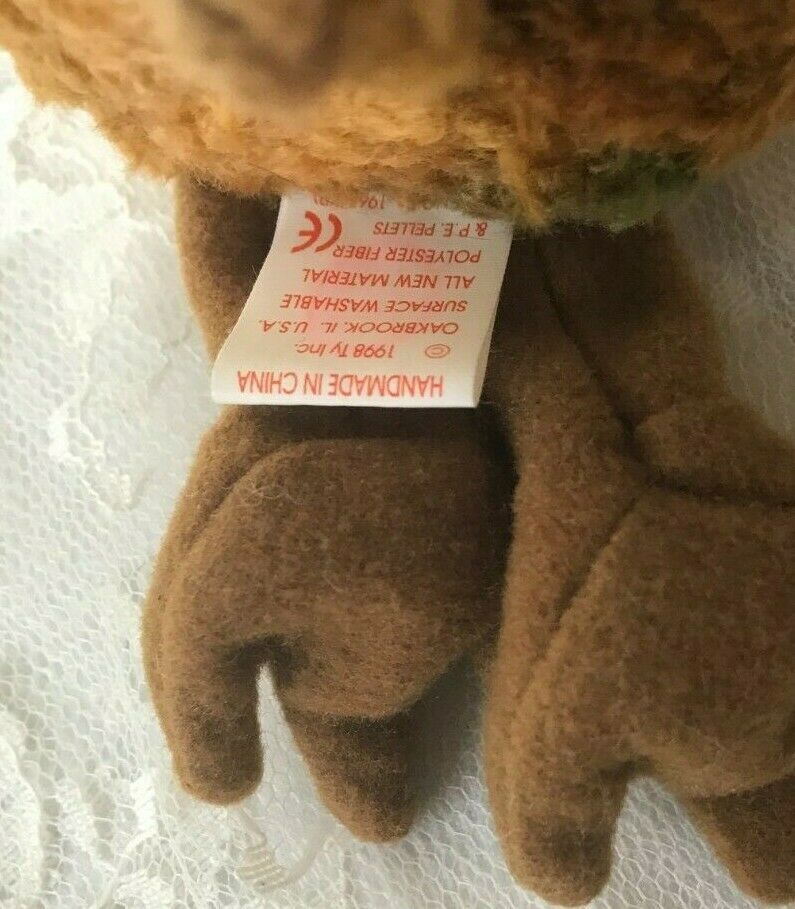 HANDMADE IN CHINA
© 1998 Ty Inc.
OAKBROOK, IL. U.S.A.
SURFACE WASHABLE
ALL NEW MATERIAL
POLYESTER FIBER
& P.E. PELLETS
CE